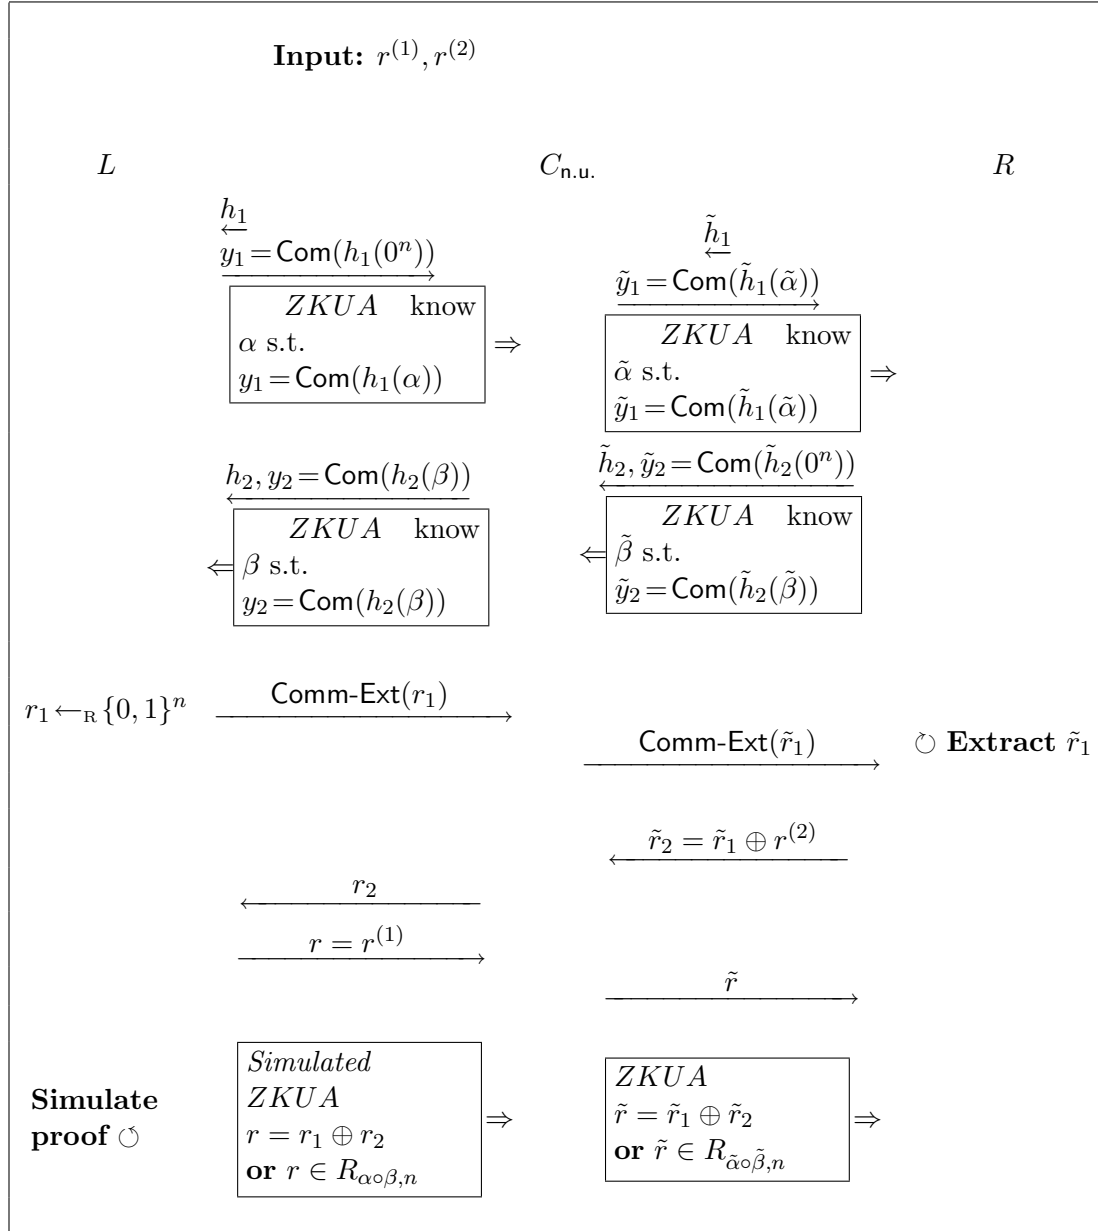 Input: r^{(1)}, r^{(2)}
L C_{n.u.} R
h_1
y_1 = Com(h_1(0^n))
ZKUA know
α s.t. ⇒
y_1 = Com(h_1(α))
h̃_1
ỹ_1 = Com(h̃_1(α̃))
ZKUA know
α̃ s.t. ⇒
ỹ_1 = Com(h̃_1(α̃))
h_2, y_2 = Com(h_2(β))
ZKUA know
⇐ β s.t.
y_2 = Com(h_2(β))
h̃_2, ỹ_2 = Com(h̃_2(0^n))
ZKUA know
⇐ β̃ s.t.
ỹ_2 = Com(h̃_2(β̃))
r_1 ←_R {0, 1}^n Comm-Ext(r_1)
Comm-Ext(r̃_1) ↻ Extract r̃_1
r̃_2 = r̃_1 ⊕ r^{(2)}
r_2
r = r^{(1)}
r̃
Simulate
proof ↺
Simulated
ZKUA
r = r_1 ⊕ r_2 ⇒
or r ∈ R_{α∘β,n}
ZKUA
r̃ = r̃_1 ⊕ r̃_2 ⇒
or r̃ ∈ R_{α̃∘β̃,n}